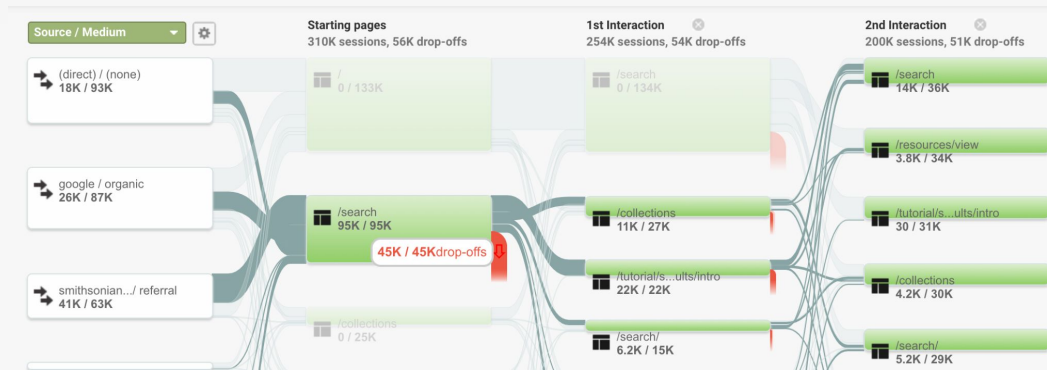 Source / Medium
Starting pages
310K sessions, 56K drop-offs
1st Interaction
254K sessions, 54K drop-offs
2nd Interaction
200K sessions, 51K drop-offs
(direct) / (none)
18K / 93K
google / organic
26K / 87K
smithsonian.../ referral
41K / 63K
/
0 / 133K
/search
95K / 95K
45K / 45Kdrop-offs
/collections
0 / 25K
/search
0 / 134K
/collections
11K / 27K
/tutorial/s...ults/intro
22K / 22K
/search/
6.2K / 15K
/search
14K / 36K
/resources/view
3.8K / 34K
/tutorial/s...ults/intro
30 / 31K
/collections
4.2K / 30K
/search/
5.2K / 29K